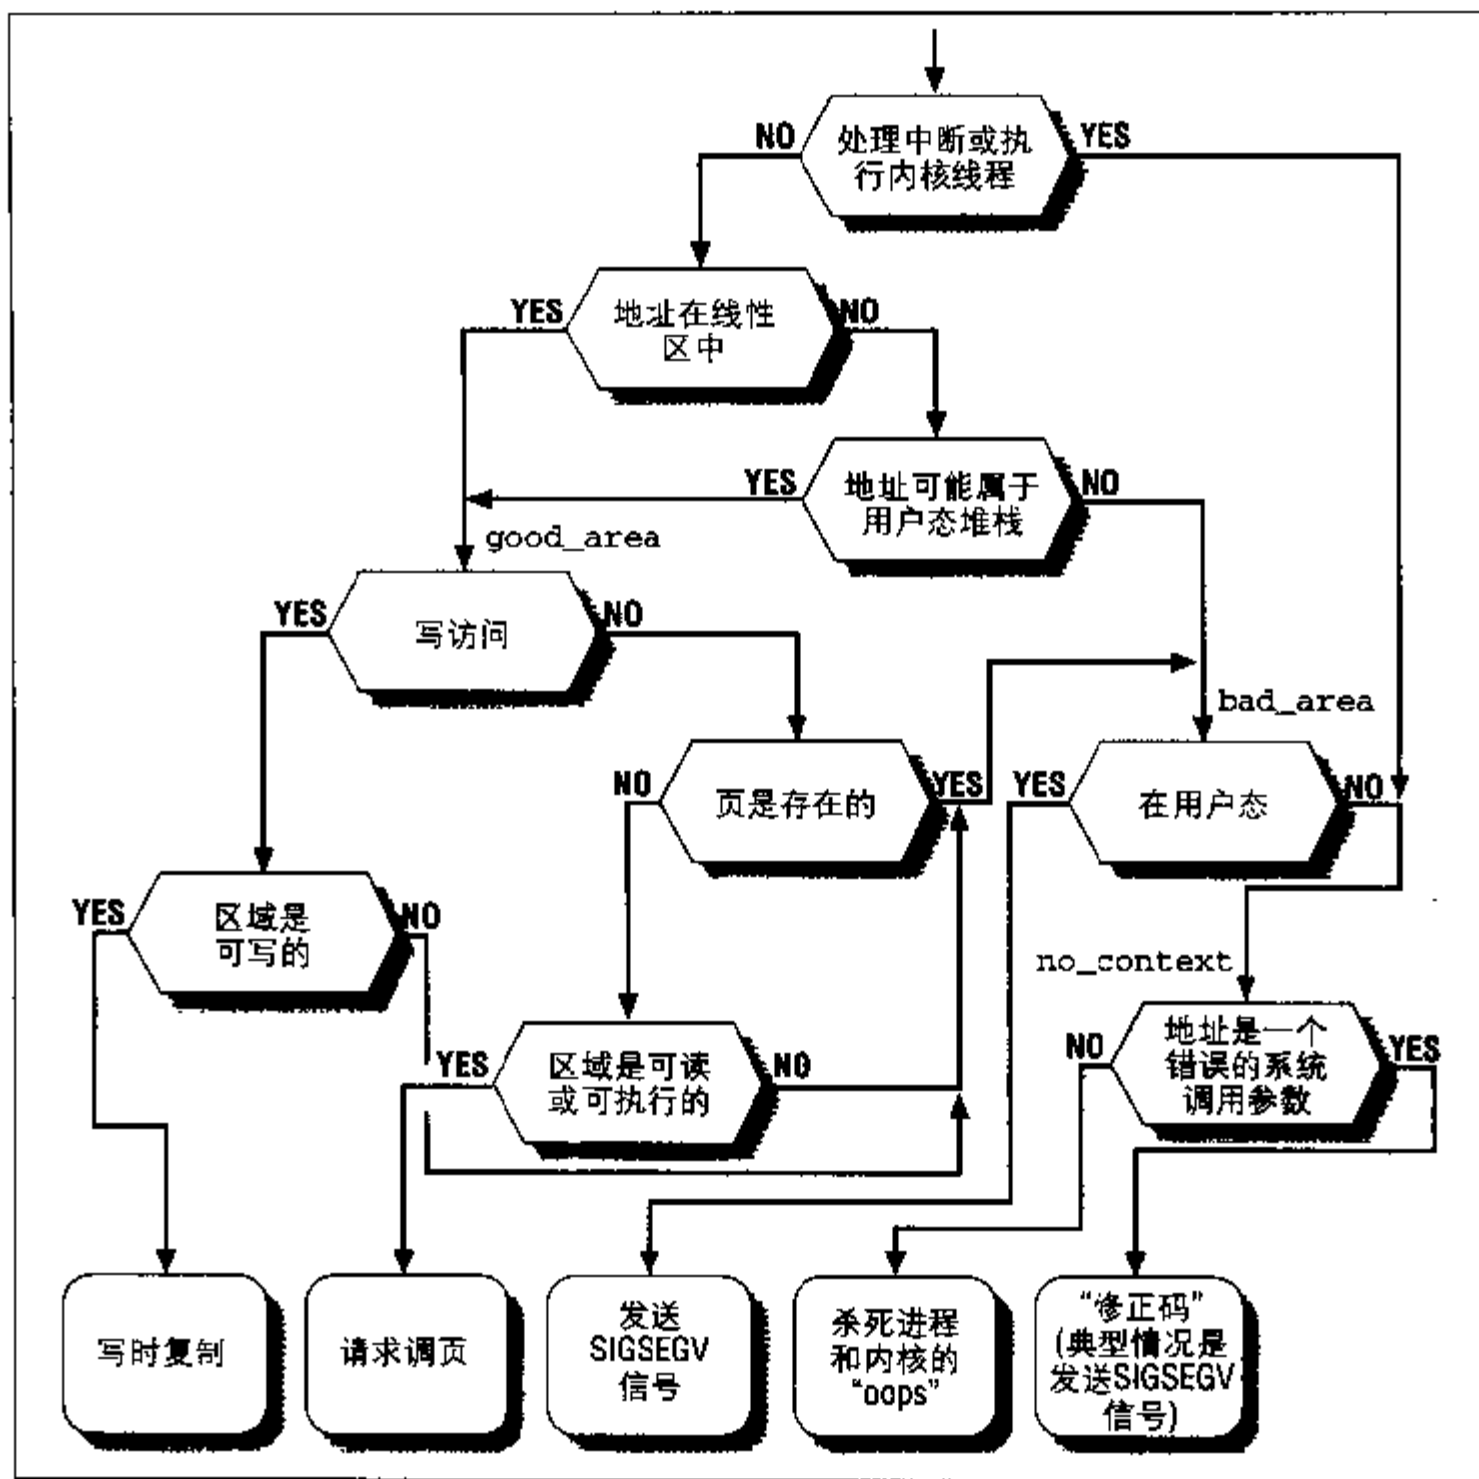 NO
处理中断或执
行内核线程
YES
YES
地址在线性
区中
NO
YES
地址可能属于
用户态堆栈
NO
good_area
YES
写访问
NO
bad_area
NO
页是存在的
YES
YES
在用户态
NO
YES
区域是
可写的
NO
no_context
YES
区域是可读
或可执行的
NO
NO
地址是一个
错误的系统
调用参数
YES
写时复制
请求调页
发送
SIGSEGV
信号
杀死进程
和内核的
“oops”
“修正码”
(典型情况是
发送SIGSEGV
信号)